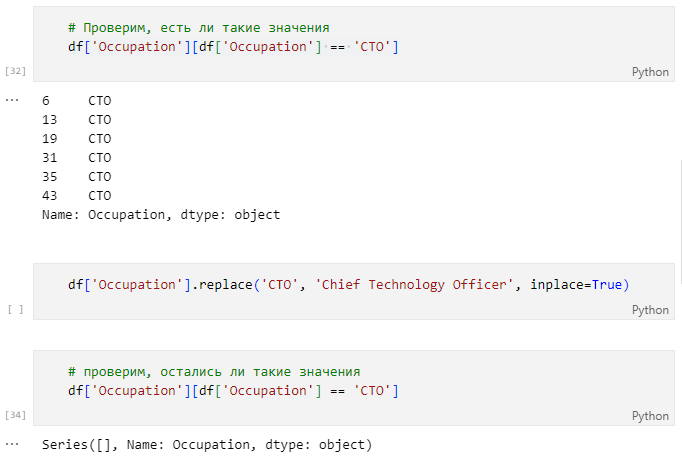 # Проверим, есть ли такие значения
df['Occupation'][df['Occupation'] == 'CTO']
[32]
Python
...
6     CTO
13    CTO
19    CTO
31    CTO
35    CTO
43    CTO
Name: Occupation, dtype: object
df['Occupation'].replace('CTO', 'Chief Technology Officer', inplace=True)
[ ]
Python
# проверим, остались ли такие значения
df['Occupation'][df['Occupation'] == 'CTO']
[34]
Python
...
Series([], Name: Occupation, dtype: object)